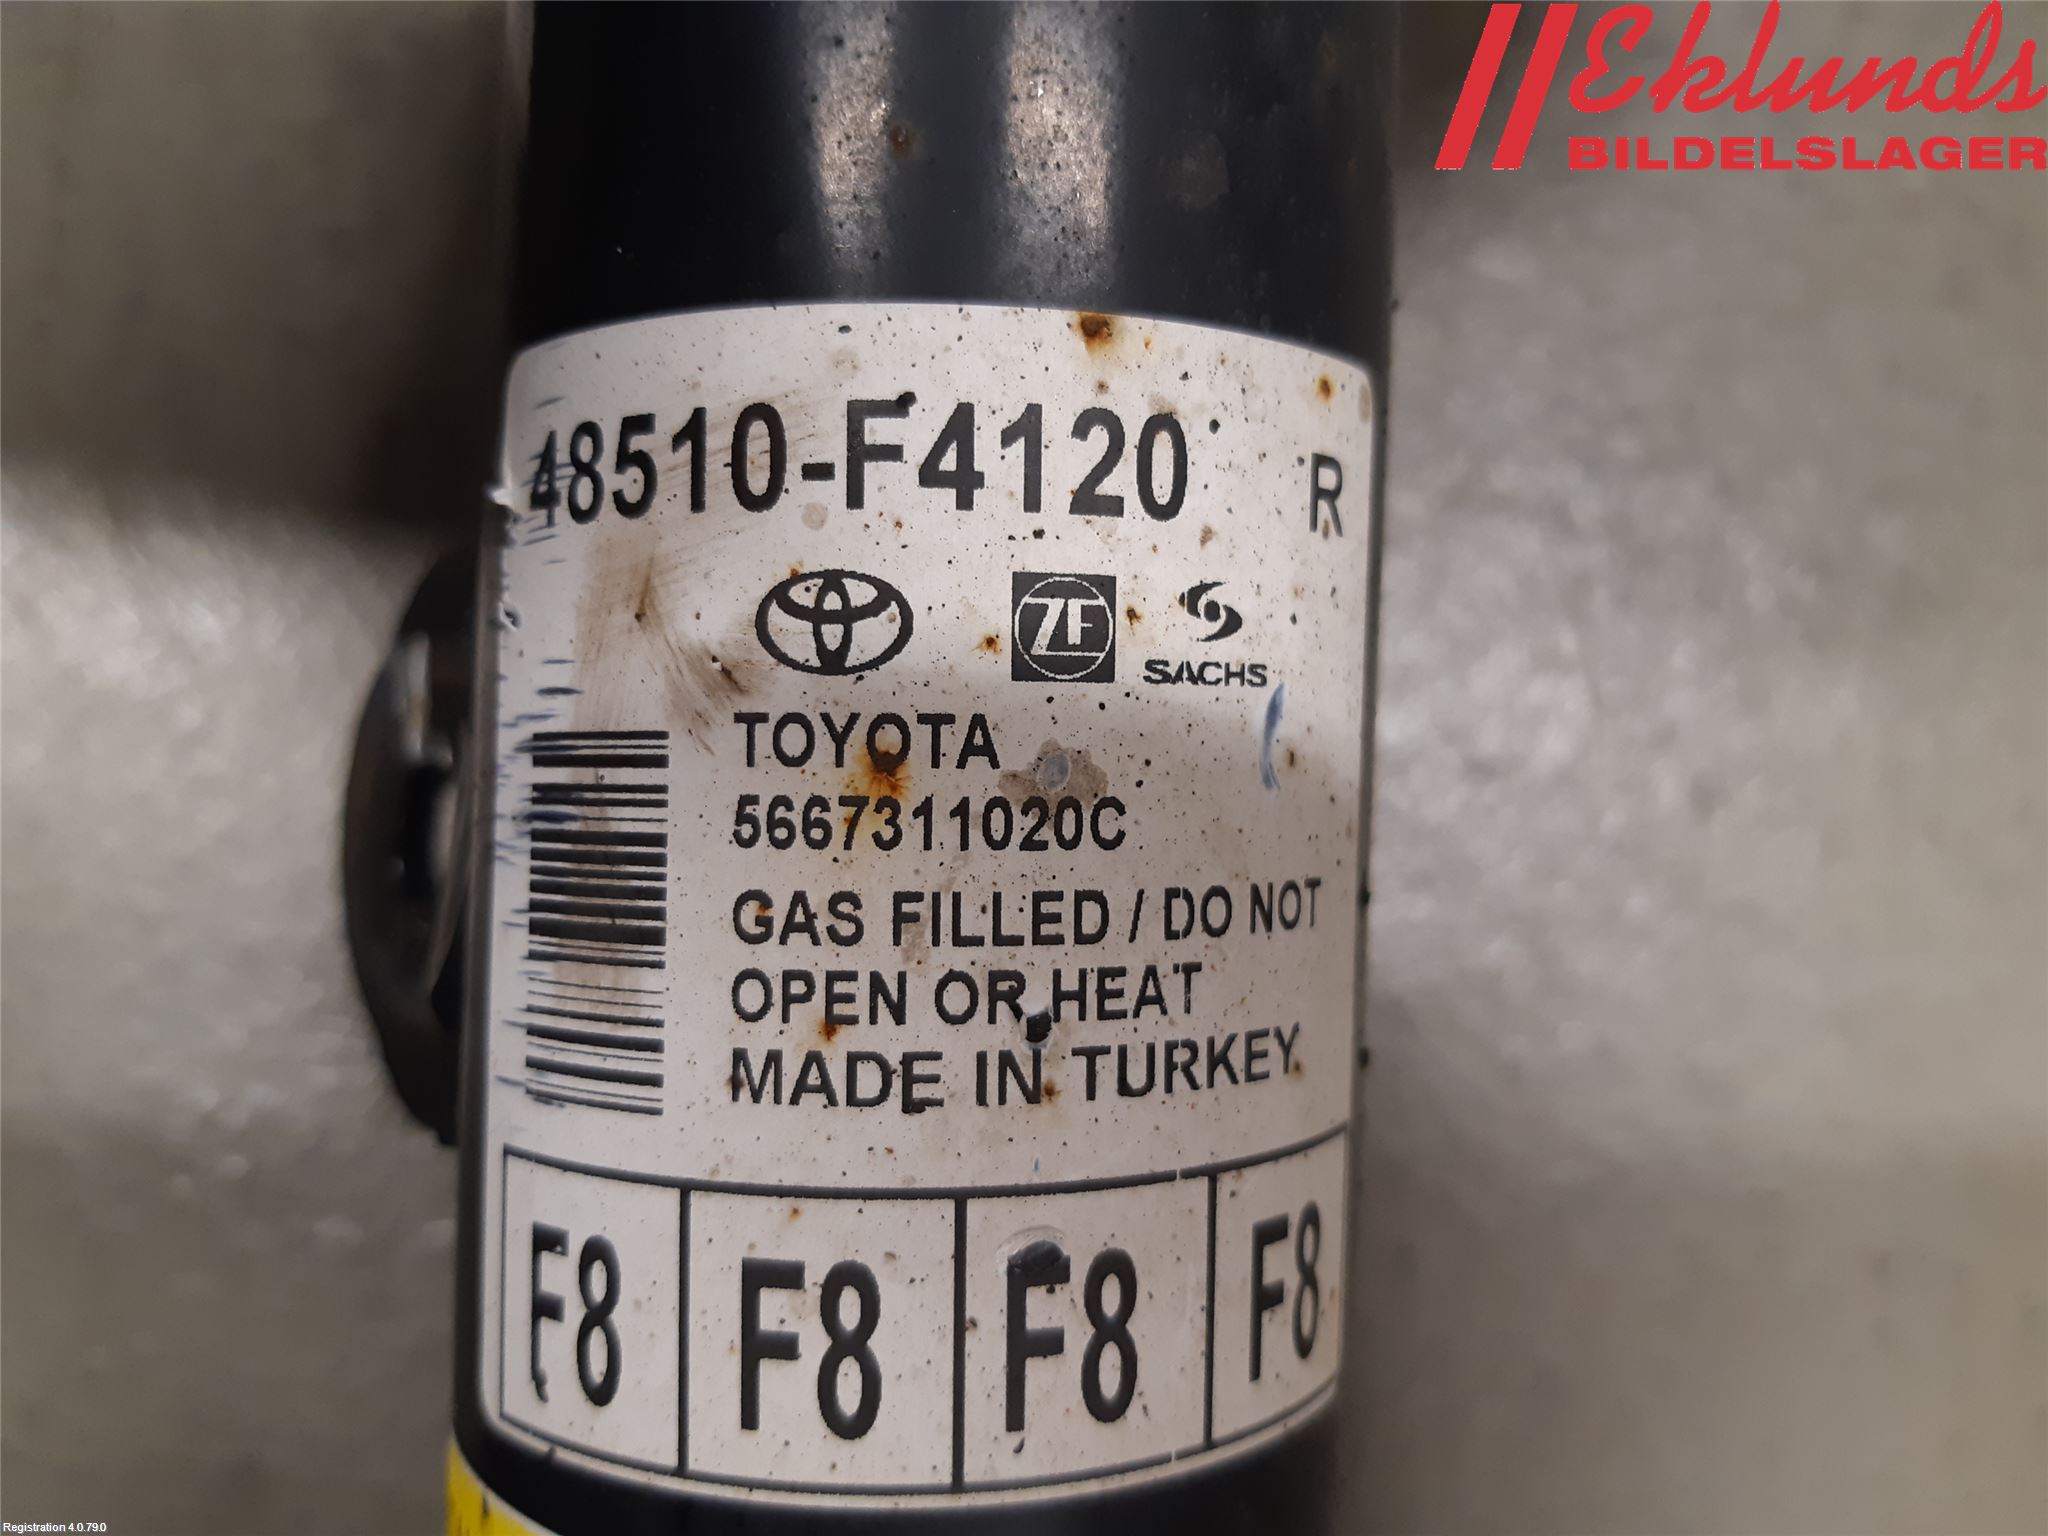 Eklunds
BILDELSLAGER
48510-F4120 R
ZF
SACHS
TOYOTA
5667311020C
GAS FILLED / DO NOT
OPEN OR HEAT
MADE IN TURKEY
F8 F8 F8 F8
Registration 4.0.79.0